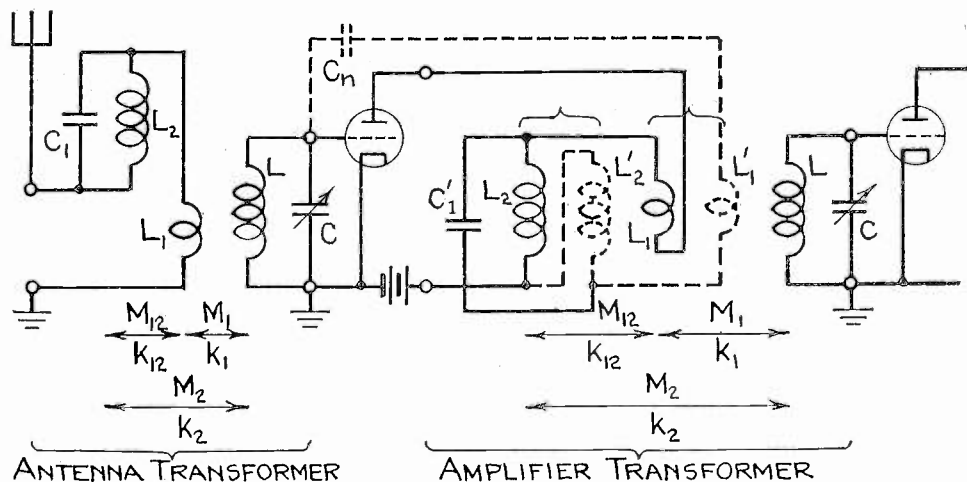 Cn
C1 L2
L1 L C
C'1 L2 L'2 L1 L'1 L C
M12 M1
k12 k1
M2
k2
M12 M1
k12 k1
M2
k2
ANTENNA TRANSFORMER
AMPLIFIER TRANSFORMER